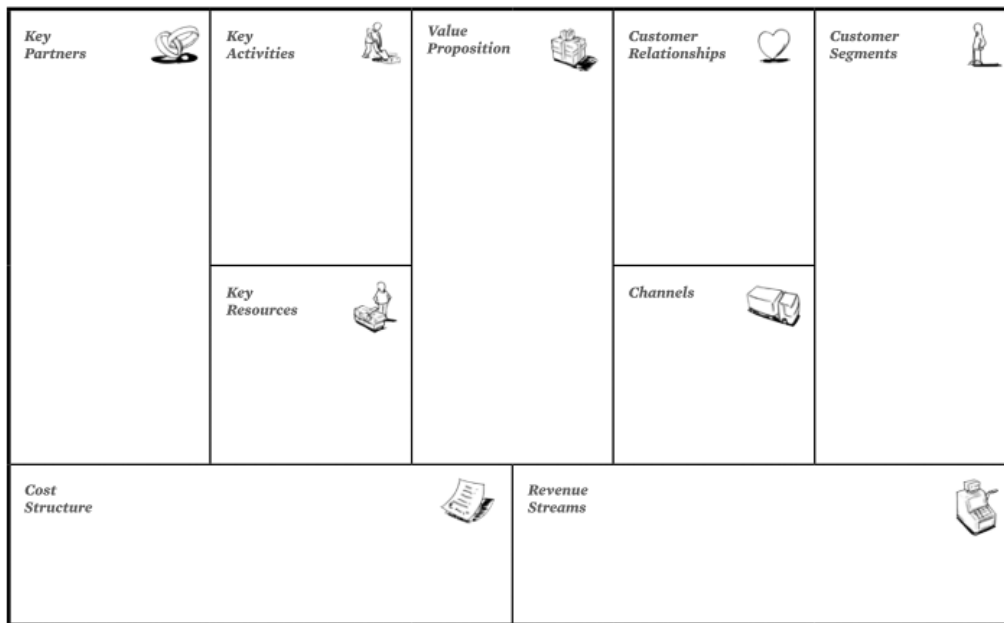 Key
Partners
Key
Activities
Value
Proposition
Customer
Relationships
Customer
Segments
Key
Resources
Channels
Cost
Structure
Revenue
Streams